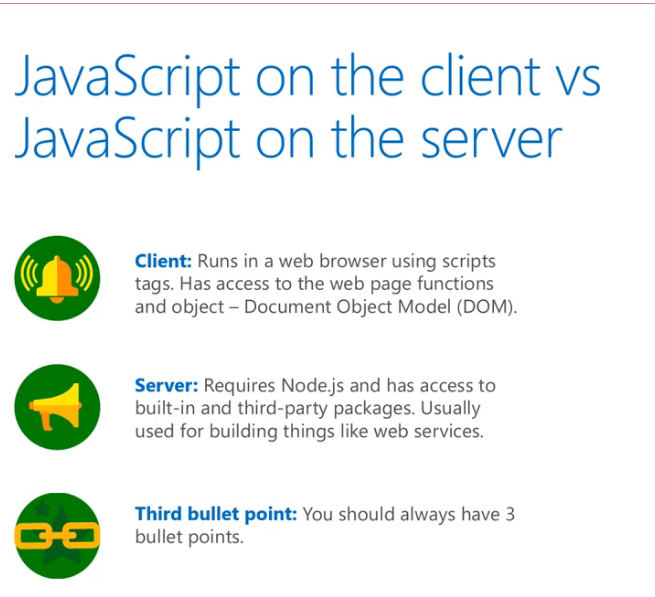 JavaScript on the client vs
JavaScript on the server
Client: Runs in a web browser using scripts
tags. Has access to the web page functions
and object – Document Object Model (DOM).
Server: Requires Node.js and has access to
built-in and third-party packages. Usually
used for building things like web services.
Third bullet point: You should always have 3
bullet points.